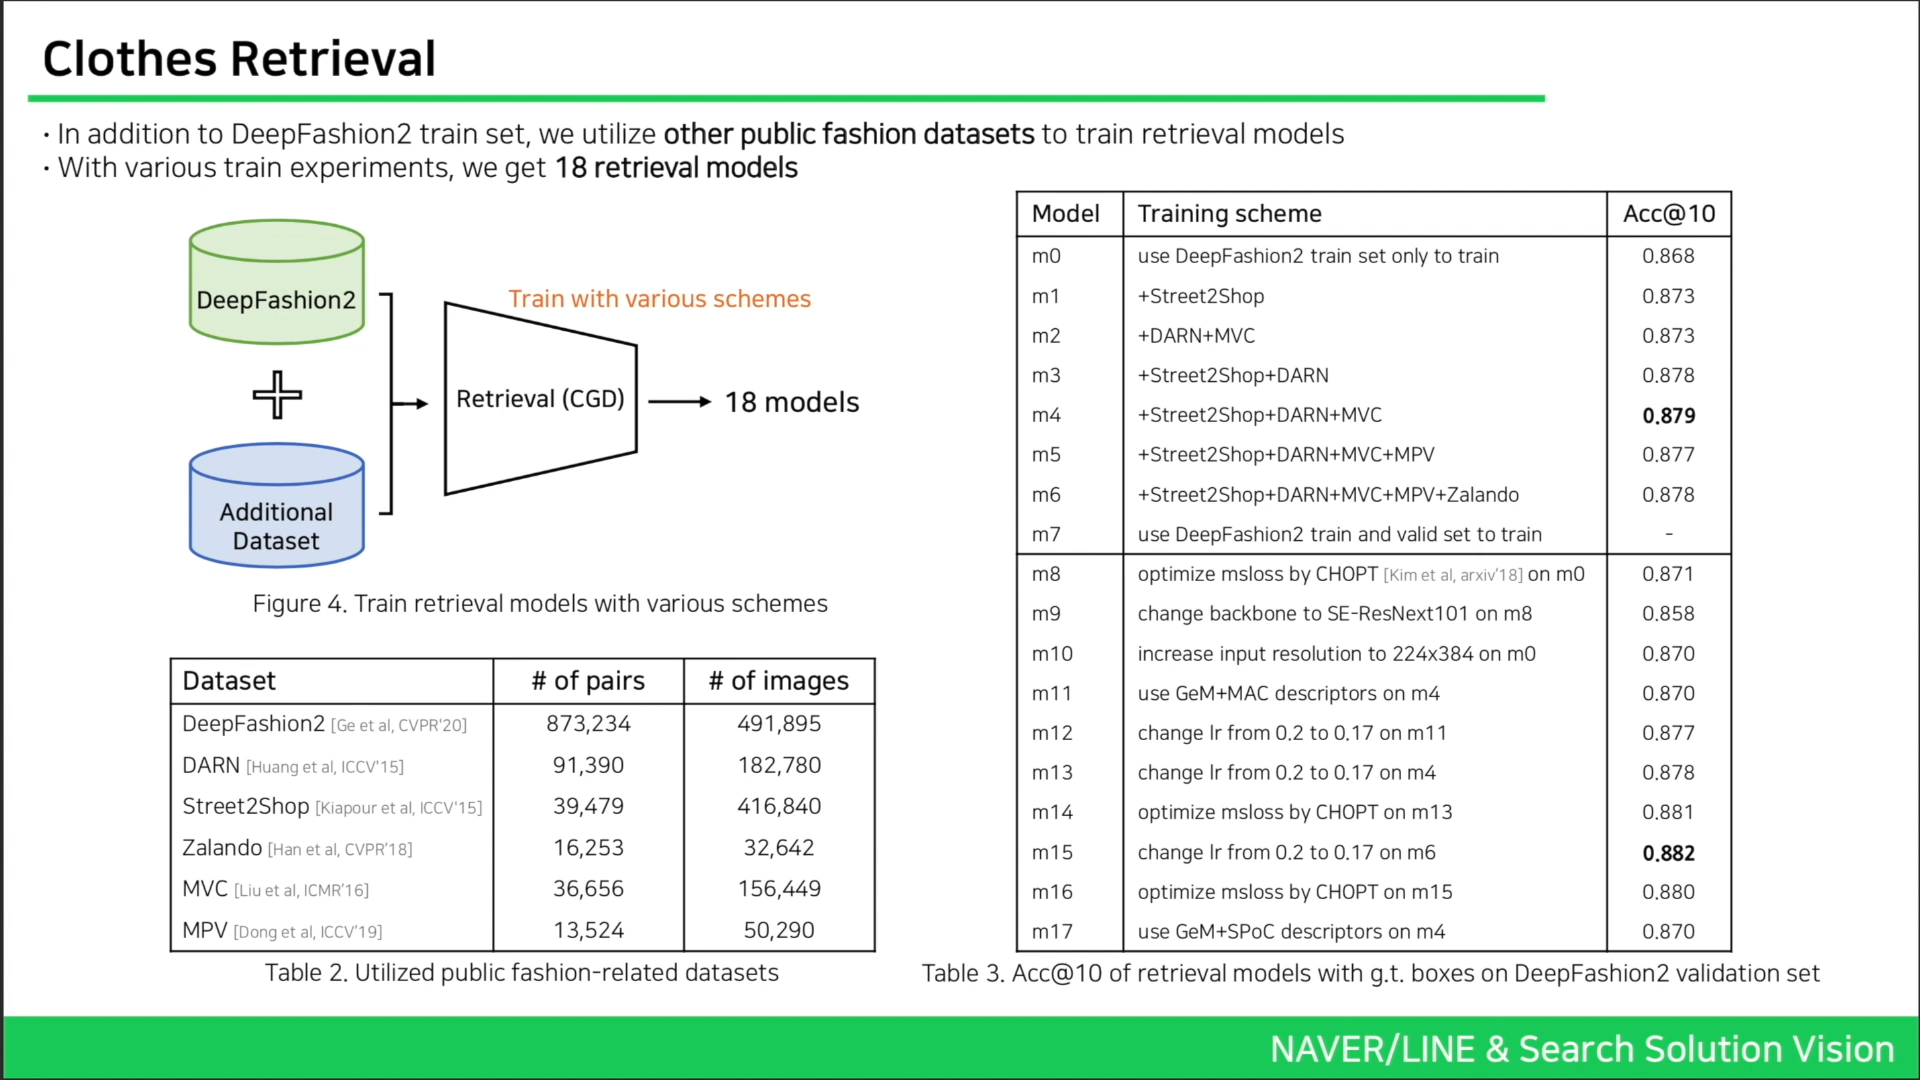 Clothes Retrieval
· In addition to DeepFashion2 train set, we utilize other public fashion datasets to train retrieval models
· With various train experiments, we get 18 retrieval models
DeepFashion2
Additional
Dataset
Train with various schemes
Retrieval (CGD)
18 models
Figure 4. Train retrieval models with various schemes
Dataset # of pairs # of images
DeepFashion2 [Ge et al, CVPR'20] 873,234 491,895
DARN [Huang et al, ICCV'15] 91,390 182,780
Street2Shop [Kiapour et al, ICCV'15] 39,479 416,840
Zalando [Han et al, CVPR'18] 16,253 32,642
MVC [Liu et al, ICMR'16] 36,656 156,449
MPV [Dong et al, ICCV'19] 13,524 50,290
Table 2. Utilized public fashion-related datasets
Model Training scheme Acc@10
m0 use DeepFashion2 train set only to train 0.868
m1 +Street2Shop 0.873
m2 +DARN+MVC 0.873
m3 +Street2Shop+DARN 0.878
m4 +Street2Shop+DARN+MVC 0.879
m5 +Street2Shop+DARN+MVC+MPV 0.877
m6 +Street2Shop+DARN+MVC+MPV+Zalando 0.878
m7 use DeepFashion2 train and valid set to train -
m8 optimize msloss by CHOPT [Kim et al, arxiv'18] on m0 0.871
m9 change backbone to SE-ResNext101 on m8 0.858
m10 increase input resolution to 224x384 on m0 0.870
m11 use GeM+MAC descriptors on m4 0.870
m12 change lr from 0.2 to 0.17 on m11 0.877
m13 change lr from 0.2 to 0.17 on m4 0.878
m14 optimize msloss by CHOPT on m13 0.881
m15 change lr from 0.2 to 0.17 on m6 0.882
m16 optimize msloss by CHOPT on m15 0.880
m17 use GeM+SPoC descriptors on m4 0.870
Table 3. Acc@10 of retrieval models with g.t. boxes on DeepFashion2 validation set
NAVER/LINE & Search Solution Vision